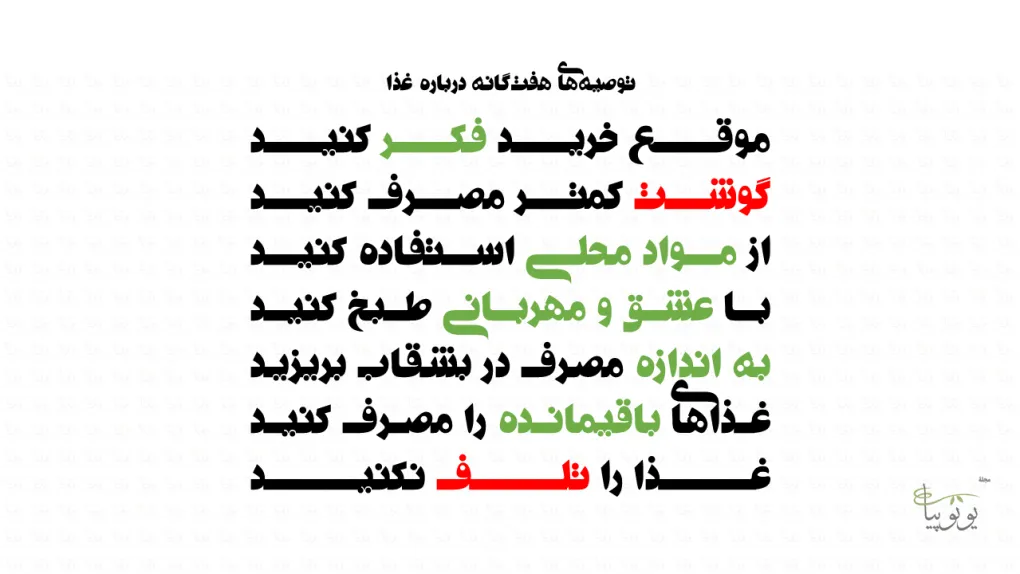 توصیه‌های هفت‌گانه درباره غذا
موقع خرید فکر کنید
گوشت کمتر مصرف کنید
از مواد محلی استفاده کنید
با عشق و مهربانی طبخ کنید
به اندازه مصرف در بشقاب بریزید
غذاهای باقیمانده را مصرف کنید
غذا را تلف نکنید
مجلهٔ
یوتوپیا